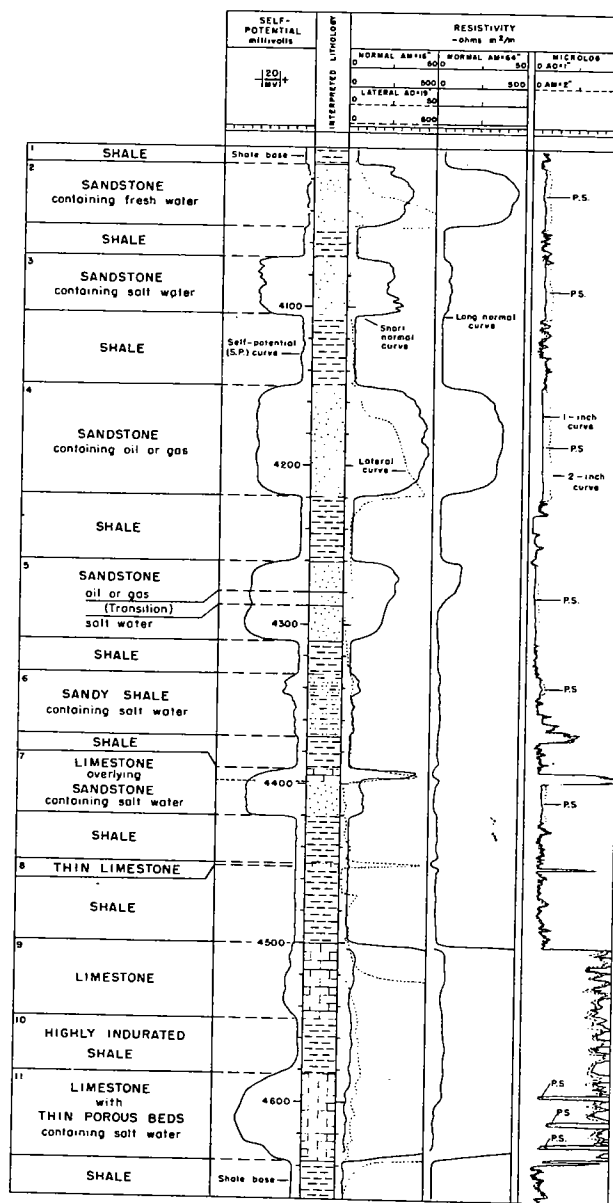 SELF-
POTENTIAL
millivolts
-|20|+
mv
INTERPRETED LITHOLOGY
RESISTIVITY
-ohms m²/m
NORMAL AM=16"
0 50
0 500
LATERAL AO=19'
0 50
0 500
NORMAL AM=64"
0 50
0 500
MICROLOG
0 AO=1"
0 AM=2"
1
SHALE
Shale base
2
SANDSTONE
containing fresh water
P.S.
SHALE
3
SANDSTONE
containing salt water
P.S.
4100
Short
normal
curve
Long normal
curve
SHALE
Self-potential
(S.P.) curve
4
SANDSTONE
containing oil or gas
4200
Lateral
curve
1-inch
curve
P.S
2-inch
curve
SHALE
5
SANDSTONE
oil or gas
(Transition)
salt water
4300
P.S.
SHALE
6
SANDY SHALE
containing salt water
P.S
SHALE
7
LIMESTONE
overlying
SANDSTONE
containing salt water
4400
P.S
SHALE
8
THIN LIMESTONE
SHALE
4500
9
LIMESTONE
10
HIGHLY INDURATED
SHALE
11
LIMESTONE
with
THIN POROUS BEDS
containing salt water
4600
P.S
P.S
P.S.
SHALE
Shale base